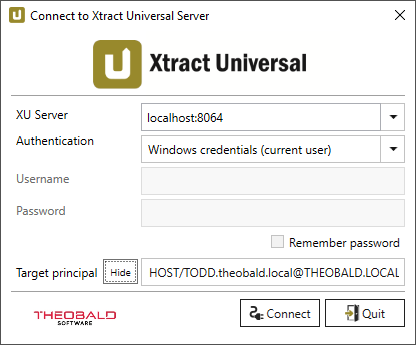 Connect to Xtract Universal Server
Xtract Universal
XU Server
localhost:8064
Authentication
Windows credentials (current user)
Username
Password
Remember password
Target principal
Hide
HOST/TODD.theobald.local@THEOBALD.LOCAL
THEOBALD
SOFTWARE
Connect
Quit